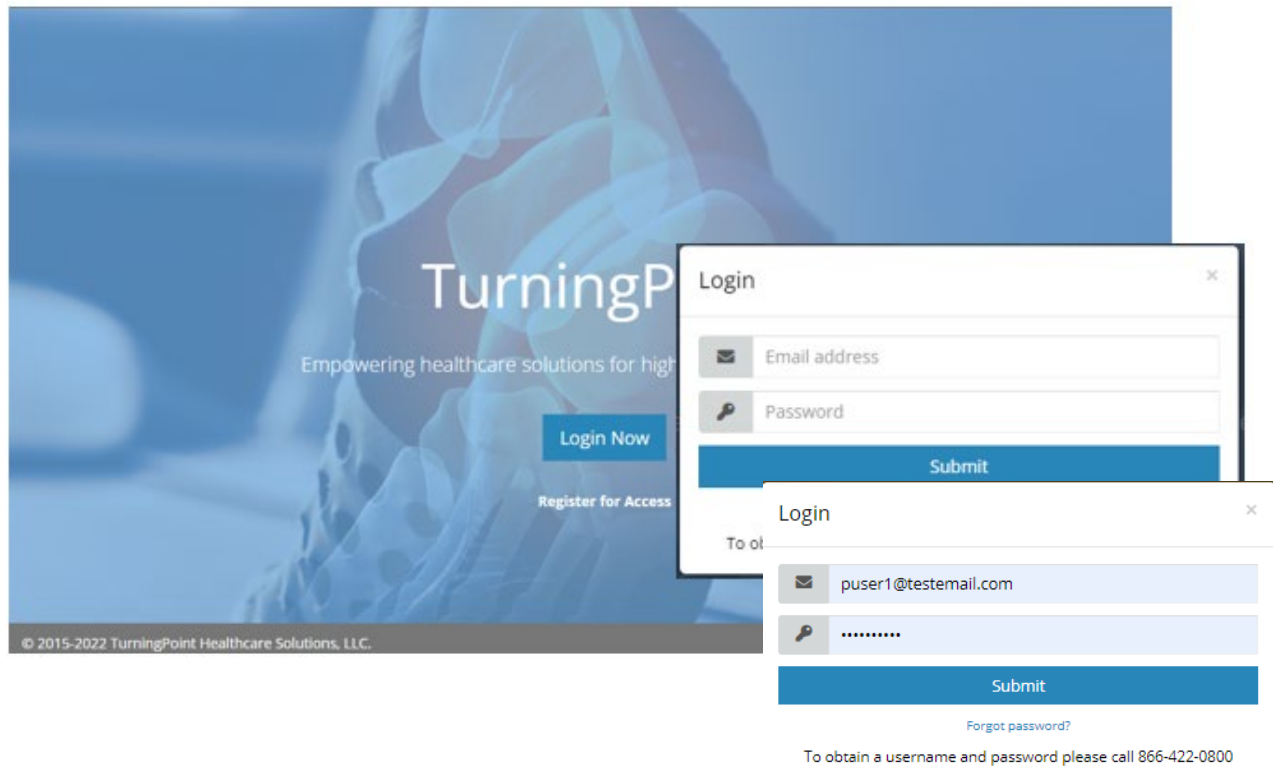 TurningP
Empowering healthcare solutions for high
Login Now
Register for Access
© 2015-2022 TurningPoint Healthcare Solutions, LLC.
Login ×
Email address
Password
Submit
To
Login ×
puser1@testemail.com
••••••••••
Submit
Forgot password?
To obtain a username and password please call 866-422-0800